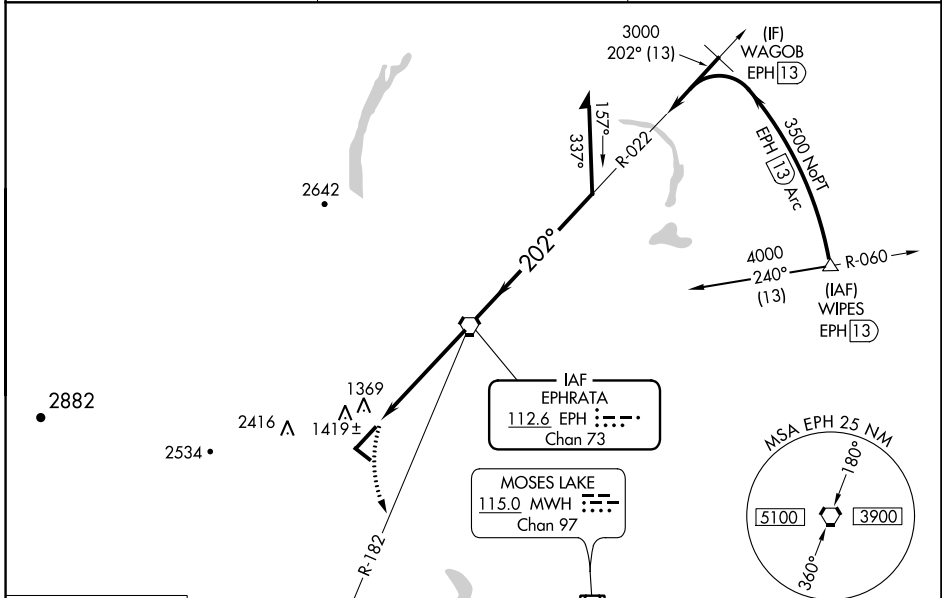 3000
202° (13)
(IF)
WAGOB
EPH 13
157°
337°
R-022
3500 NoPT
EPH 13 Arc
2642
202°
4000
240°
(13)
R-060
(IAF)
WIPES
EPH 13
IAF
EPHRATA
112.6 EPH
Chan 73
1369
2882
2416
1419±
2534
MOSES LAKE
115.0 MWH
Chan 97
R-182
MSA EPH 25 NM
180°
5100
3900
360°